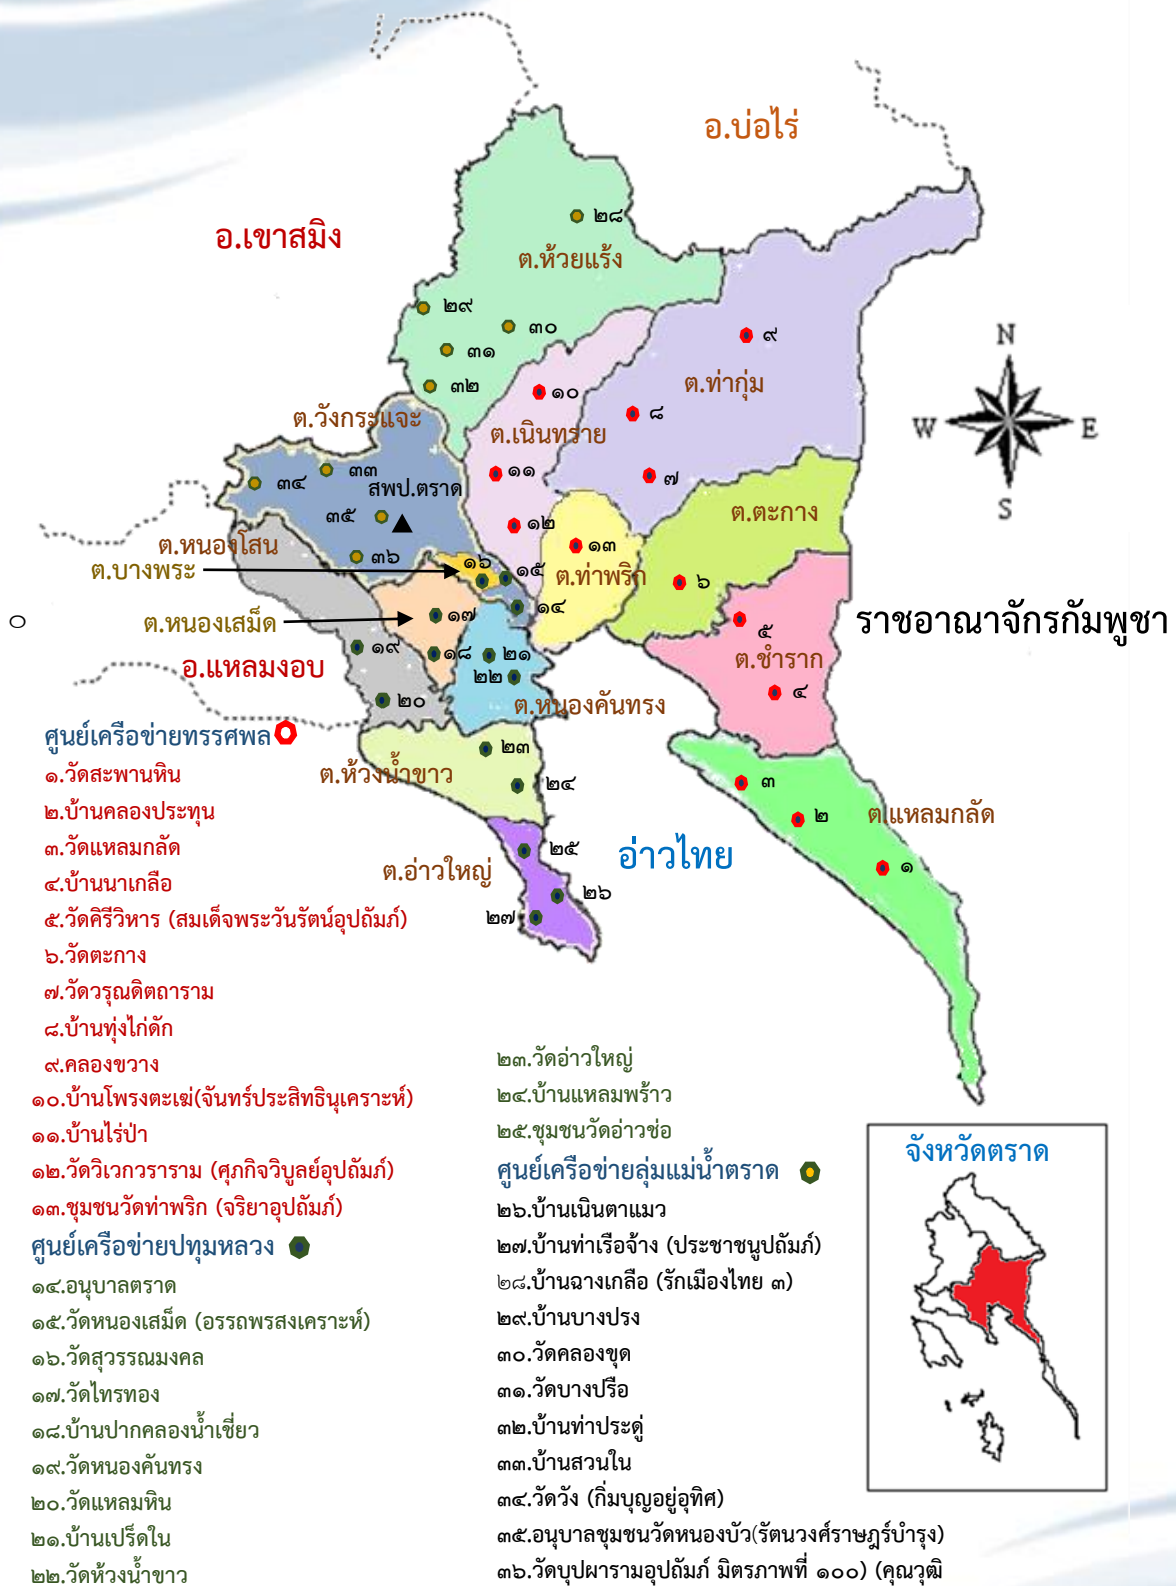 อ.บ่อไร่
อ.เขาสมิง
๒๘
ต.ห้วยแร้ง
๒๙
๓๐
๓๑
๓๒
๙
ต.ท่ากุ่ม
๘
๗
๑๐
ต.เนินทราย
๑๑
๑๒
N
W
E
S
ต.วังกระแจะ
๓๓
๓๔
สพป.ตราด
๓๕
๓๖
ต.หนองโสน
ต.บางพระ
๑๖
๑๕
๑๔
๑๓
ต.ท่าพริก
ต.ตะกาง
๖
ราชอาณาจักรกัมพูชา
๕
ต.ชำราก
๔
ต.หนองเสม็ด
๑๗
๑๘
๑๙
๒๐
อ.แหลมงอบ
๒๑
๒๒
ต.หนองคันทรง
๒๓
ต.ห้วงน้ำขาว
๒๔
๓
๒
ต.แหลมกลัด
๑
อ่าวไทย
๒๕
ต.อ่าวใหญ่
๒๖
๒๗
ศูนย์เครือข่ายทรรศพล
๑.วัดสะพานหิน
๒.บ้านคลองประทุน
๓.วัดแหลมกลัด
๔.บ้านนาเกลือ
๕.วัดคิรีวิหาร (สมเด็จพระวันรัตน์อุปถัมภ์)
๖.วัดตะกาง
๗.วัดวรุณดิตถาราม
๘.บ้านทุ่งไก่ดัก
๙.คลองขวาง
๑๐.บ้านโพรงตะเฆ่(จันทร์ประสิทธินุเคราะห์)
๑๑.บ้านไร่ป่า
๑๒.วัดวิเวกวราราม (ศุภกิจวิบูลย์อุปถัมภ์)
๑๓.ชุมชนวัดท่าพริก (จริยาอุปถัมภ์)
ศูนย์เครือข่ายปทุมหลวง
๑๔.อนุบาลตราด
๑๕.วัดหนองเสม็ด (อรรถพรสงเคราะห์)
๑๖.วัดสุวรรณมงคล
๑๗.วัดไทรทอง
๑๘.บ้านปากคลองน้ำเชี่ยว
๑๙.วัดหนองคันทรง
๒๐.วัดแหลมหิน
๒๑.บ้านเปร็ดใน
๒๒.วัดห้วงน้ำขาว
๒๓.วัดอ่าวใหญ่
๒๔.บ้านแหลมพร้าว
๒๕.ชุมชนวัดอ่าวช่อ
ศูนย์เครือข่ายลุ่มแม่น้ำตราด
๒๖.บ้านเนินตาแมว
๒๗.บ้านท่าเรือจ้าง (ประชาชนูปถัมภ์)
๒๘.บ้านฉางเกลือ (รักเมืองไทย ๓)
๒๙.บ้านบางปรง
๓๐.วัดคลองขุด
๓๑.วัดบางปรือ
๓๒.บ้านท่าประดู่
๓๓.บ้านสวนใน
๓๔.วัดวัง (กิ่มบุญอยู่อุทิศ)
๓๕.อนุบาลชุมชนวัดหนองบัว(รัตนวงศ์ราษฎร์บำรุง)
๓๖.วัดบุปผารามอุปถัมภ์ มิตรภาพที่ ๑๐๐) (คุณวุฒิ
จังหวัดตราด